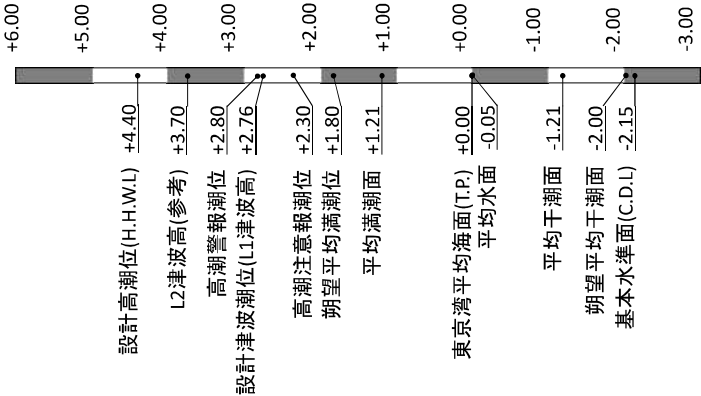 +6.00
+5.00
+4.00
+3.00
+2.00
+1.00
+0.00
-1.00
-2.00
-3.00
設計高潮位(H.H.W.L) +4.40
L2津波高(参考) +3.70
高潮警報潮位 +2.80
設計津波潮位(L1津波高) +2.76
高潮注意報潮位 +2.30
朔望平均満潮位 +1.80
平均満潮面 +1.21
東京湾平均海面(T.P.) +0.00
平均水面 -0.05
平均干潮面 -1.21
朔望平均干潮面 -2.00
基本水準面(C.D.L) -2.15